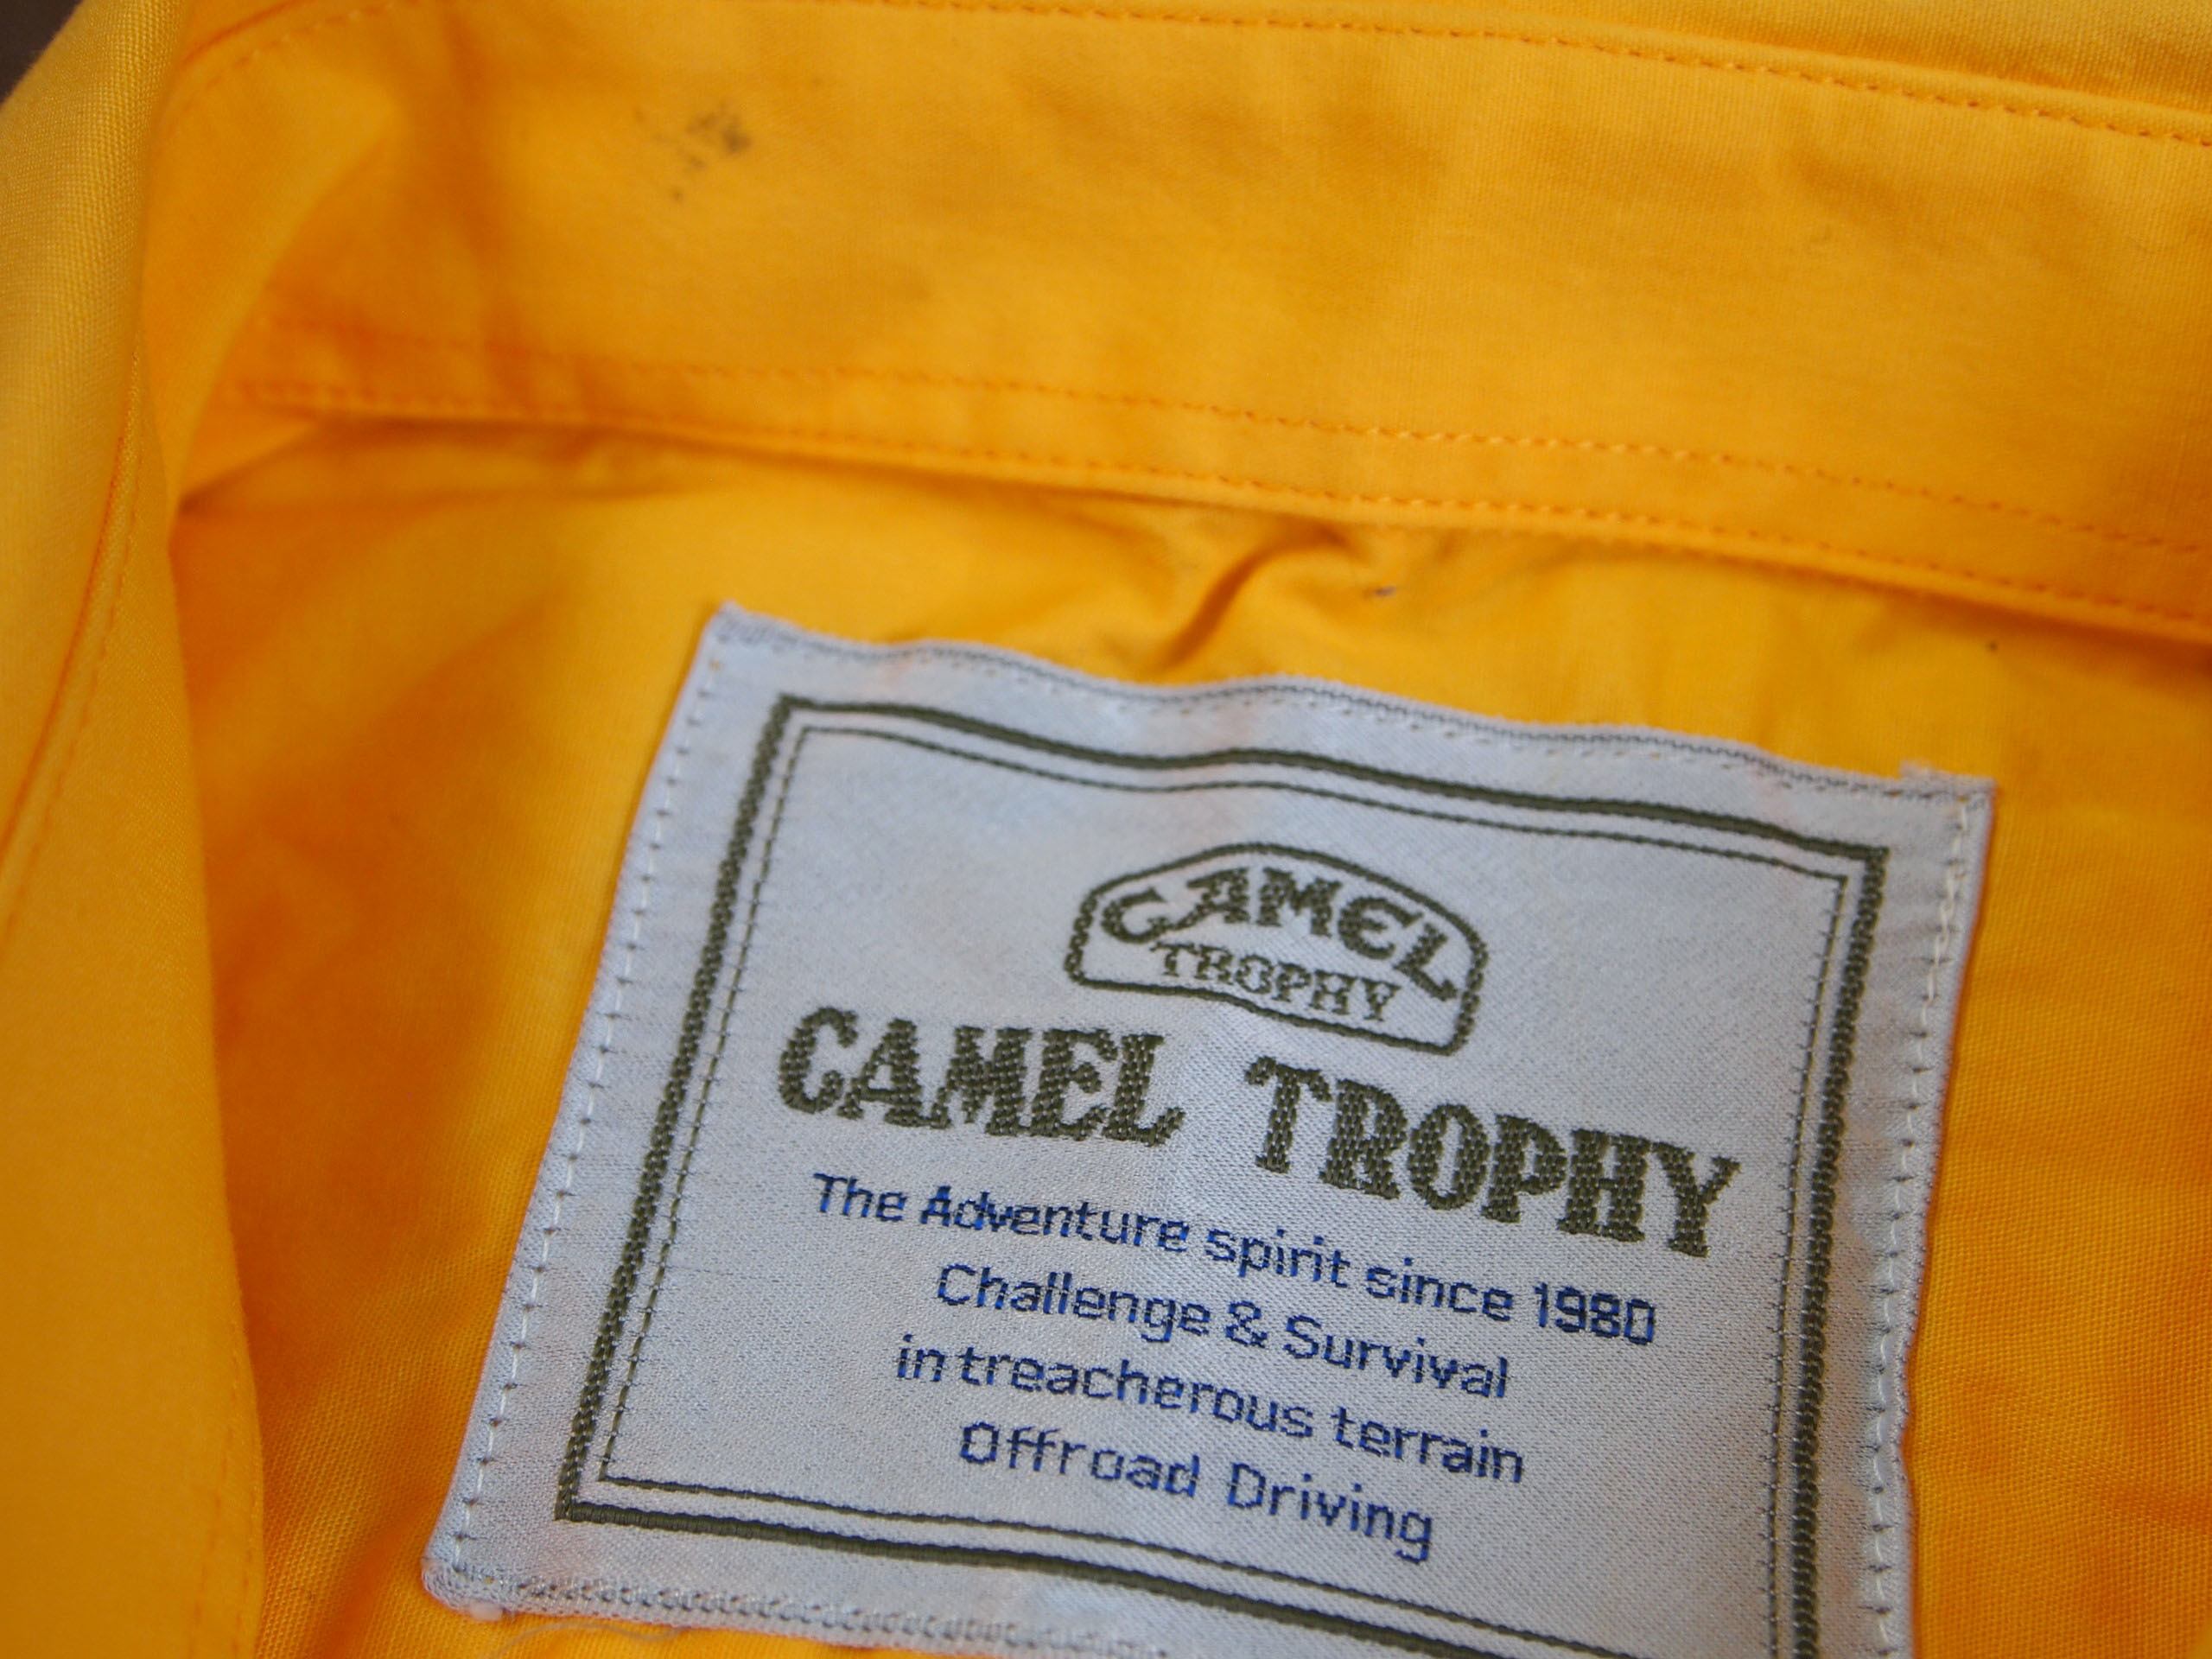 CAMEL
TROPHY
CAMEL TROPHY
The Adventure spirit since 1980
Challenge & Survival
in treacherous terrain
Offroad Driving